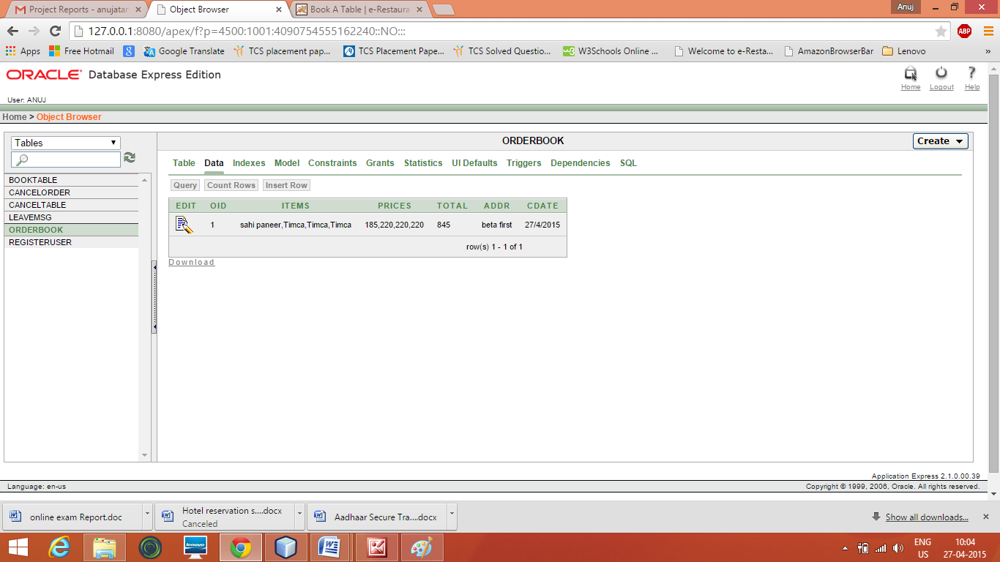 Project Reports - anujatar
Object Browser
Book A Table | e-Restaura
Anuj
127.0.0.1:8080/apex/f?p=4500:1001:4090754555162240::NO:::
ABP
Apps Free Hotmail Google Translate TCS placement pap... TCS Placement Pape... TCS Solved Questio... W3Schools Online ... Welcome to e-Resta... AmazonBrowserBar Lenovo »
ORACLE Database Express Edition
Home Logout Help
User: ANUJ
Home > Object Browser
Tables
ORDERBOOK
Create
Table Data Indexes Model Constraints Grants Statistics UI Defaults Triggers Dependencies SQL
BOOKTABLE
CANCELORDER
CANCELTABLE
LEAVEMSG
ORDERBOOK
REGISTERUSER
Query Count Rows Insert Row
EDIT OID ITEMS PRICES TOTAL ADDR CDATE
1 sahi paneer,Timca,Timca,Timca 185,220,220,220 845 beta first 27/4/2015
row(s) 1 - 1 of 1
Download
Application Express 2.1.0.00.39
Language: en-us
Copyright © 1999, 2006, Oracle. All rights reserved.
online exam Report.doc
Hotel reservation s....docx
Canceled
Aadhaar Secure Tra....docx
Show all downloads...
lenovo
ENG
US
10:04
27-04-2015